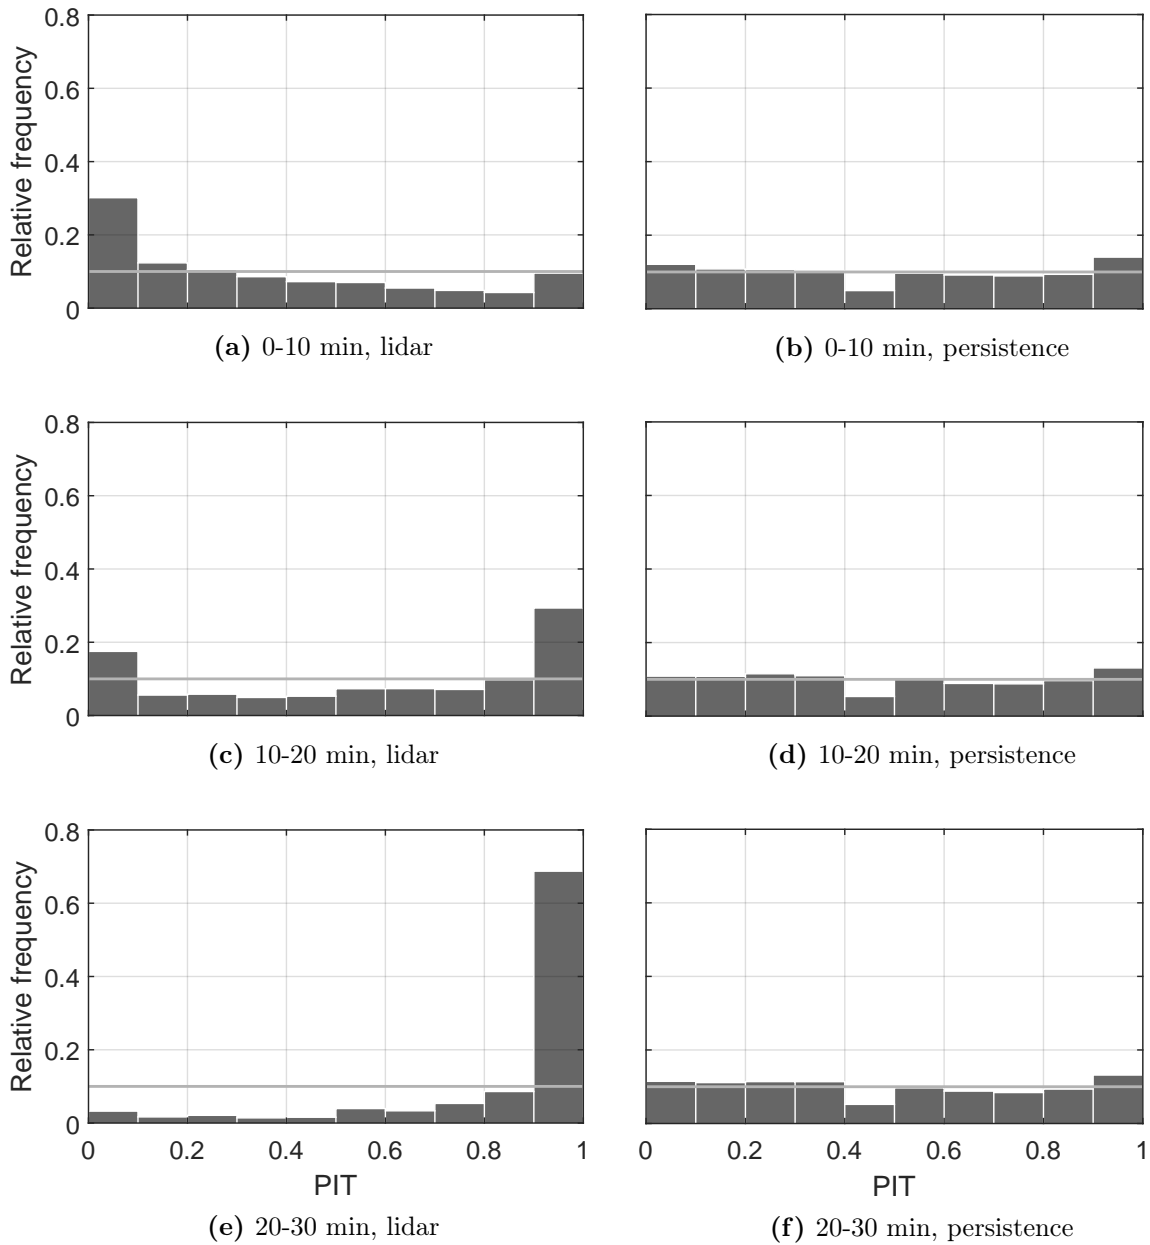 0.8
0.6
0.4
0.2
0
Relative frequency
(a) 0-10 min, lidar
(b) 0-10 min, persistence
0.8
0.6
0.4
0.2
0
Relative frequency
(c) 10-20 min, lidar
(d) 10-20 min, persistence
0.8
0.6
0.4
0.2
0
Relative frequency
0 0.2 0.4 0.6 0.8 1
PIT
0 0.2 0.4 0.6 0.8 1
PIT
(e) 20-30 min, lidar
(f) 20-30 min, persistence